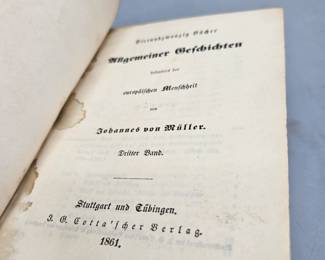 Vierundzwanzig Bücher
Allgemeiner Geschichten
besonders der
europäischen Menschheit
von
Johannes von Müller.
Dritter Band.
Stuttgart und Tübingen.
J. G. Cotta'scher Verlag.
1861.